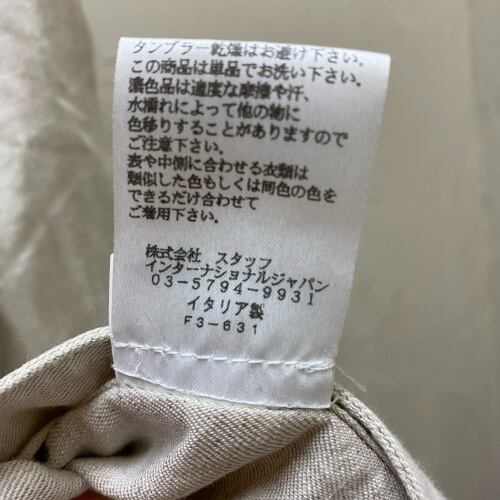 タンブラー乾燥はお避け下さい。
この商品は単品でお洗い下さい。
濃色品は適度な摩擦や汗、
水濡れによって他の物に
色移りすることがありますので
ご注意下さい。
表や中側に合わせる衣類は
類似した色もしくは同色の色を
できるだけ合わせて
ご着用下さい。
株式会社 スタッフ
インターナショナルジャパン
03-5794-9931
イタリア製
F3-631